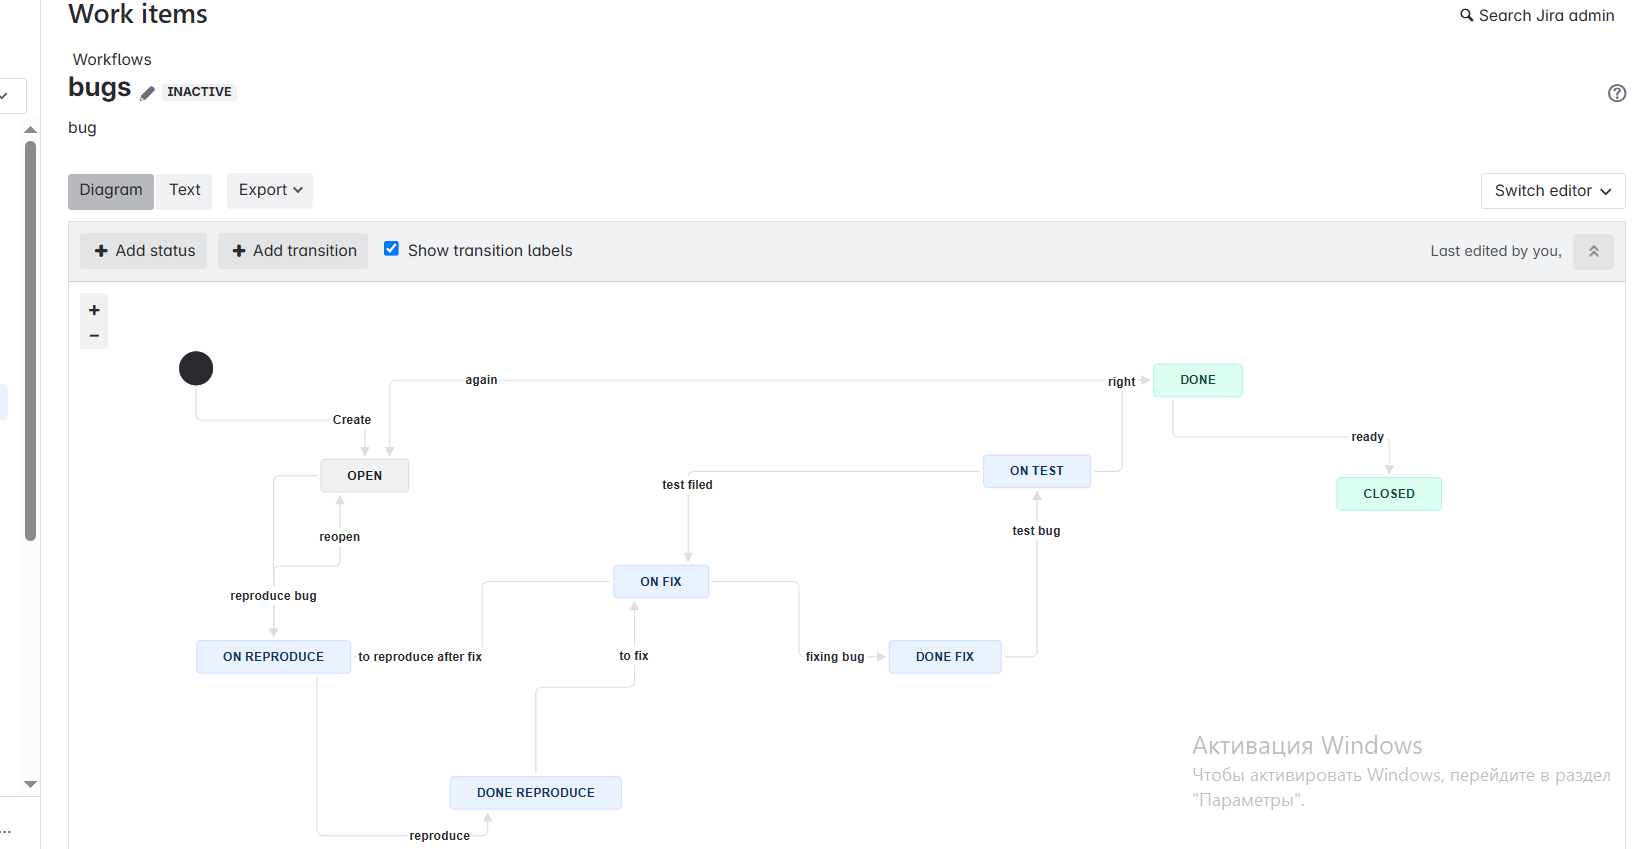 Work items
Search Jira admin
Workflows
bugs INACTIVE
bug
Diagram Text Export
Switch editor
Add status Add transition Show transition labels
Last edited by you,
+
−
again
right
DONE
Create
ready
OPEN
ON TEST
test filed
CLOSED
reopen
test bug
ON FIX
reproduce bug
ON REPRODUCE
to reproduce after fix
to fix
fixing bug
DONE FIX
DONE REPRODUCE
reproduce
Активация Windows
Чтобы активировать Windows, перейдите в раздел
"Параметры".
...